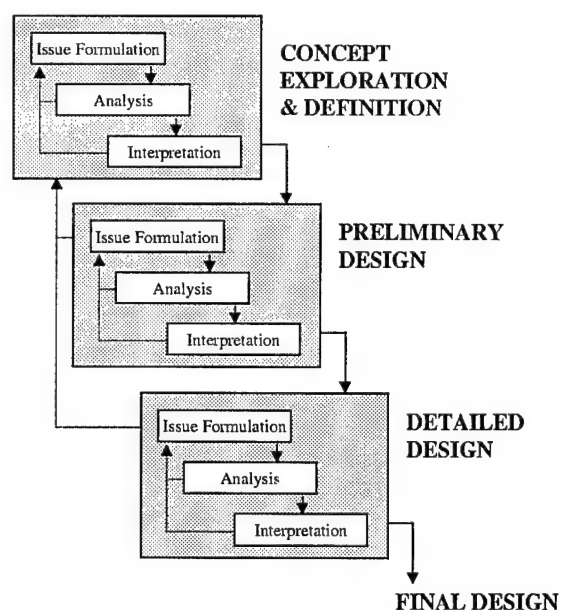 Issue Formulation
Analysis
Interpretation
CONCEPT
EXPLORATION
& DEFINITION
Issue Formulation
Analysis
Interpretation
PRELIMINARY
DESIGN
Issue Formulation
Analysis
Interpretation
DETAILED
DESIGN
FINAL DESIGN